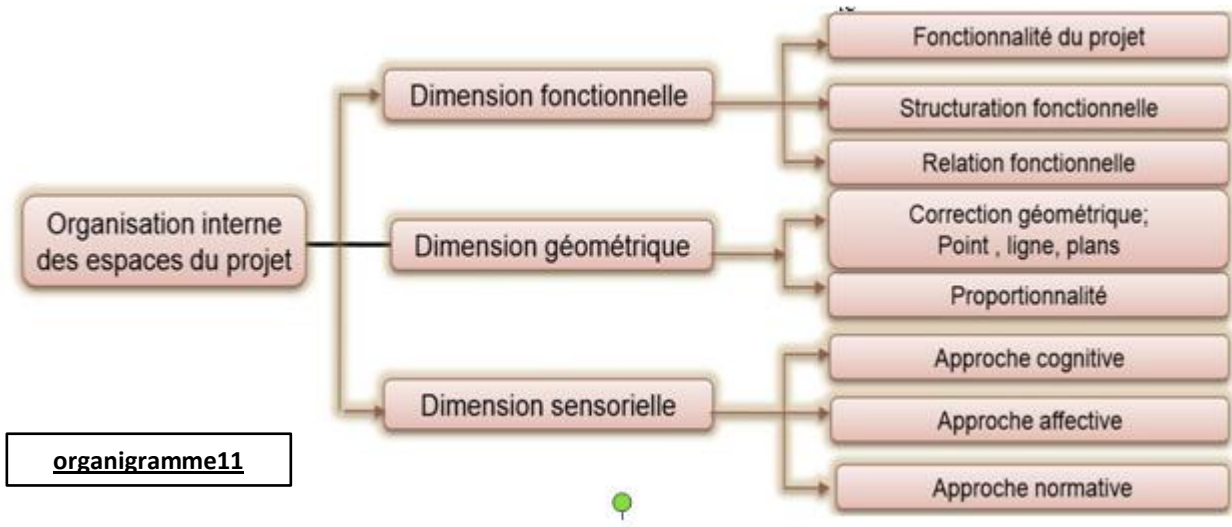 Organisation interne
des espaces du projet
Dimension fonctionnelle
Fonctionnalité du projet
Structuration fonctionnelle
Relation fonctionnelle
Dimension géométrique
Correction géométrique;
Point , ligne, plans
Proportionnalité
Dimension sensorielle
Approche cognitive
Approche affective
Approche normative
organigramme11